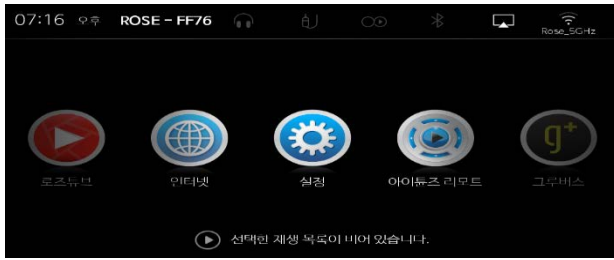 07:16 오후 ROSE - FF76
Rose_5GHz
g+
로즈튜브 인터넷 설정 아이튠즈 리모트 그루버스
선택한 재생 목록이 비어 있습니다.